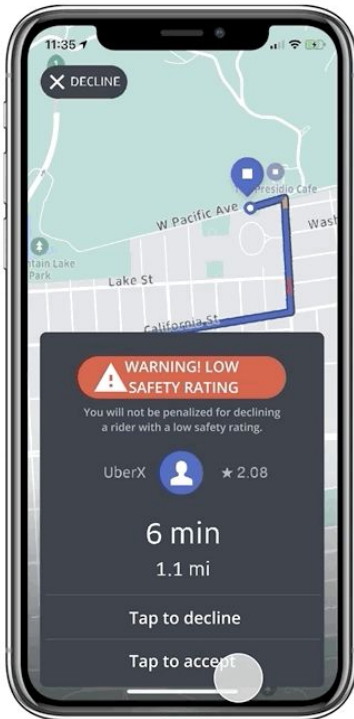 11:35
DECLINE
Presidio Cafe
W Pacific Ave
Wash
ntain Lake
Park
Lake St
California St
WARNING! LOW
SAFETY RATING
You will not be penalized for declining
a rider with a low safety rating.
UberX ★ 2.08
6 min
1.1 mi
Tap to decline
Tap to accept